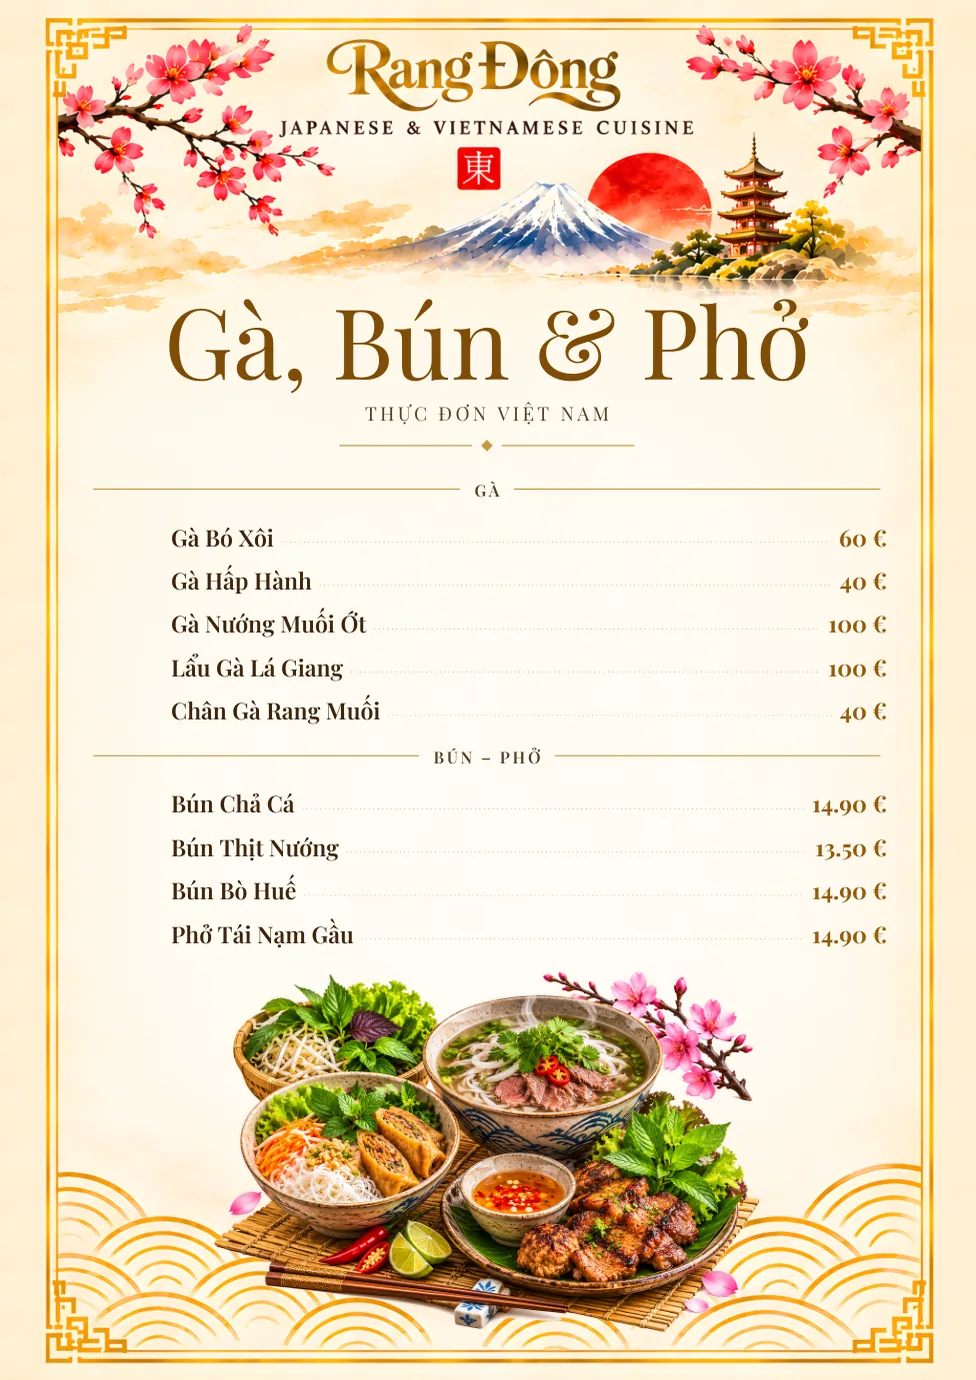 Rang Đông
JAPANESE & VIETNAMESE CUISINE
東
Gà, Bún & Phở
THỰC ĐƠN VIỆT NAM
GÀ
Gà Bó Xôi 60 €
Gà Hấp Hành 40 €
Gà Nướng Muối Ớt 100 €
Lẩu Gà Lá Giang 100 €
Chân Gà Rang Muối 40 €
BÚN – PHỞ
Bún Chả Cá 14.90 €
Bún Thịt Nướng 13.50 €
Bún Bò Huế 14.90 €
Phở Tái Nạm Gầu 14.90 €